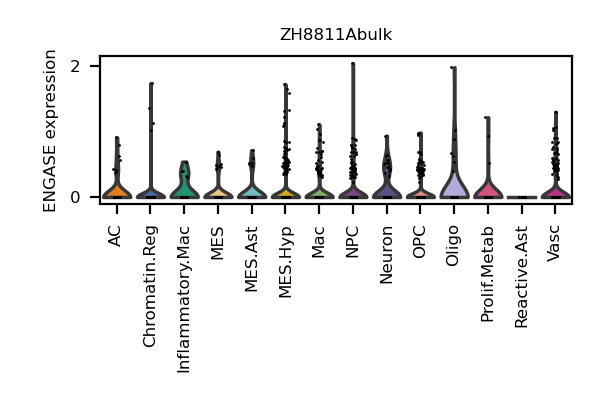 ZH8811Abulk
ENGASE expression
2
0
AC
Chromatin.Reg
Inflammatory.Mac
MES
MES.Ast
MES.Hyp
Mac
NPC
Neuron
OPC
Oligo
Prolif.Metab
Reactive.Ast
Vasc